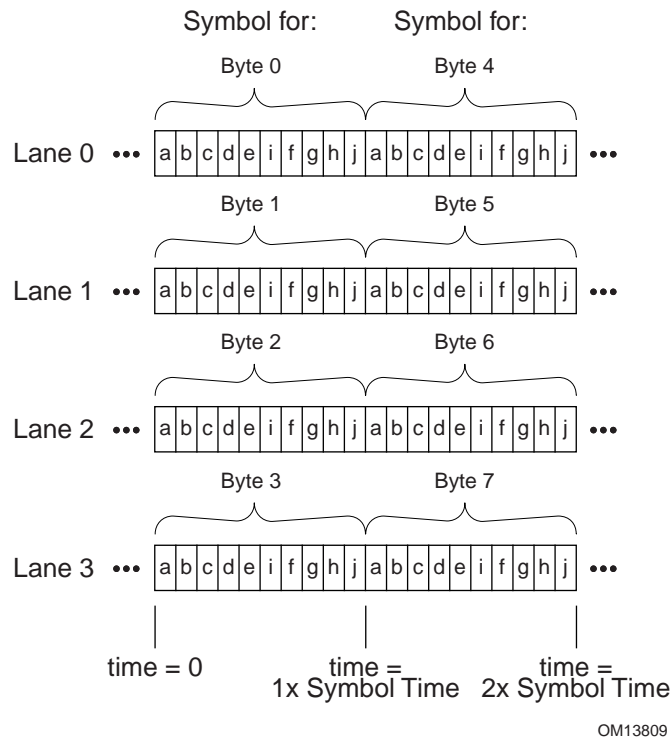 Symbol for: Symbol for:
Byte 0 Byte 4
Lane 0 ••• a b c d e i f g h j a b c d e i f g h j •••
Byte 1 Byte 5
Lane 1 ••• a b c d e i f g h j a b c d e i f g h j •••
Byte 2 Byte 6
Lane 2 ••• a b c d e i f g h j a b c d e i f g h j •••
Byte 3 Byte 7
Lane 3 ••• a b c d e i f g h j a b c d e i f g h j •••
time = 0 time = time =
1x Symbol Time 2x Symbol Time
OM13809